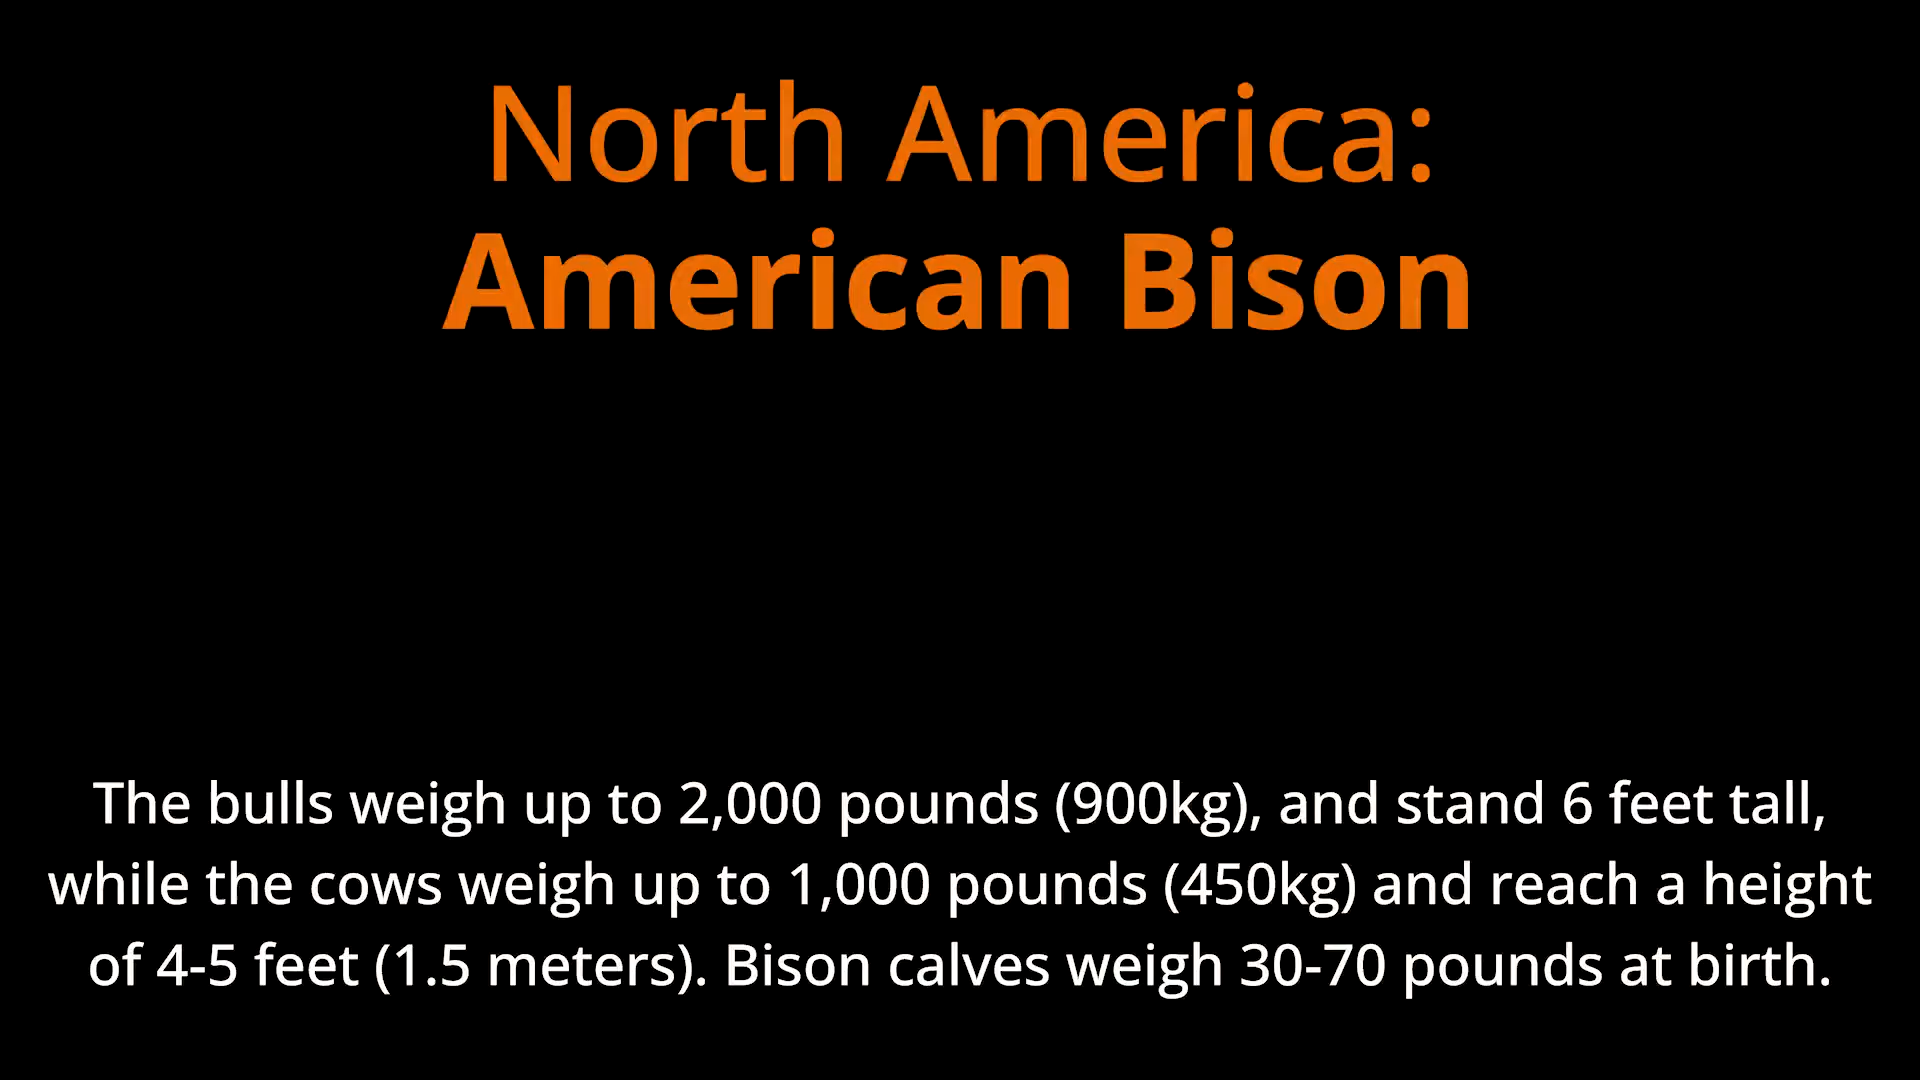 North America:
American Bison
The bulls weigh up to 2,000 pounds (900kg), and stand 6 feet tall,
while the cows weigh up to 1,000 pounds (450kg) and reach a height
of 4-5 feet (1.5 meters). Bison calves weigh 30-70 pounds at birth.